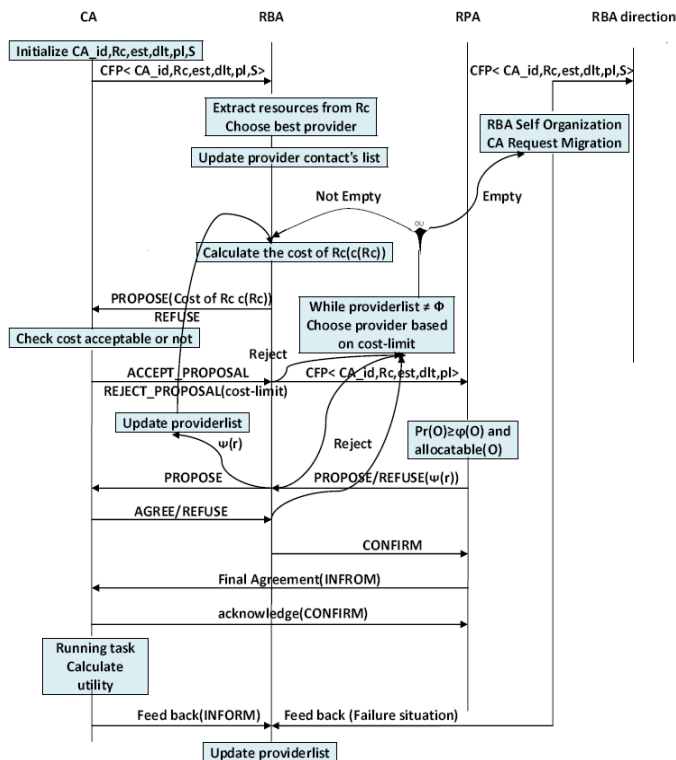 CA RBA RPA RBA direction
Initialize CA_id,Rc,est,dlt,pl,S
CFP< CA_id,Rc,est,dlt,pl,S> CFP< CA_id,Rc,est,dlt,pl,S>
Extract resources from Rc
Choose best provider
RBA Self Organization
CA Request Migration
Update provider contact's list
Not Empty Empty
OU
Calculate the cost of Rc(c(Rc))
PROPOSE(Cost of Rc c(Rc))
REFUSE
While providerlist ≠ Φ
Choose provider based
on cost-limit
Check cost acceptable or not
Reject
ACCEPT_PROPOSAL CFP< CA_id,Rc,est,dlt,pl>
REJECT_PROPOSAL(cost-limit)
Update providerlist
Ψ(r) Reject
Pr(O)≥φ(O) and
allocatable(O)
PROPOSE PROPOSE/REFUSE(Ψ(r))
AGREE/REFUSE
CONFIRM
Final Agreement(INFROM)
acknowledge(CONFIRM)
Running task
Calculate
utility
Feed back(INFORM) Feed back (Failure situation)
Update providerlist